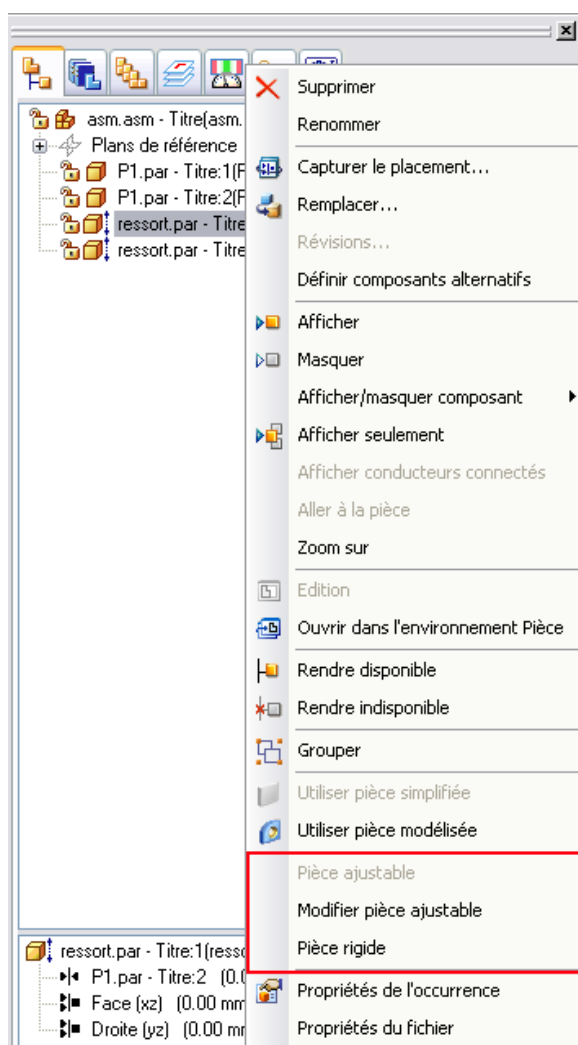 asm.asm - Titre(asm.
Plans de référence
P1.par - Titre:1(F
P1.par - Titre:2(F
ressort.par - Titre
ressort.par - Titre
Supprimer
Renommer
Capturer le placement...
Remplacer...
Révisions...
Définir composants alternatifs
Afficher
Masquer
Afficher/masquer composant
Afficher seulement
Afficher conducteurs connectés
Aller à la pièce
Zoom sur
Edition
Ouvrir dans l'environnement Pièce
Rendre disponible
Rendre indisponible
Grouper
Utiliser pièce simplifiée
Utiliser pièce modélisée
Pièce ajustable
Modifier pièce ajustable
Pièce rigide
Propriétés de l'occurrence
Propriétés du fichier
ressort.par - Titre:1(resso
P1.par - Titre:2 (0.0
Face (xz) (0.00 mm
Droite (yz) (0.00 mm